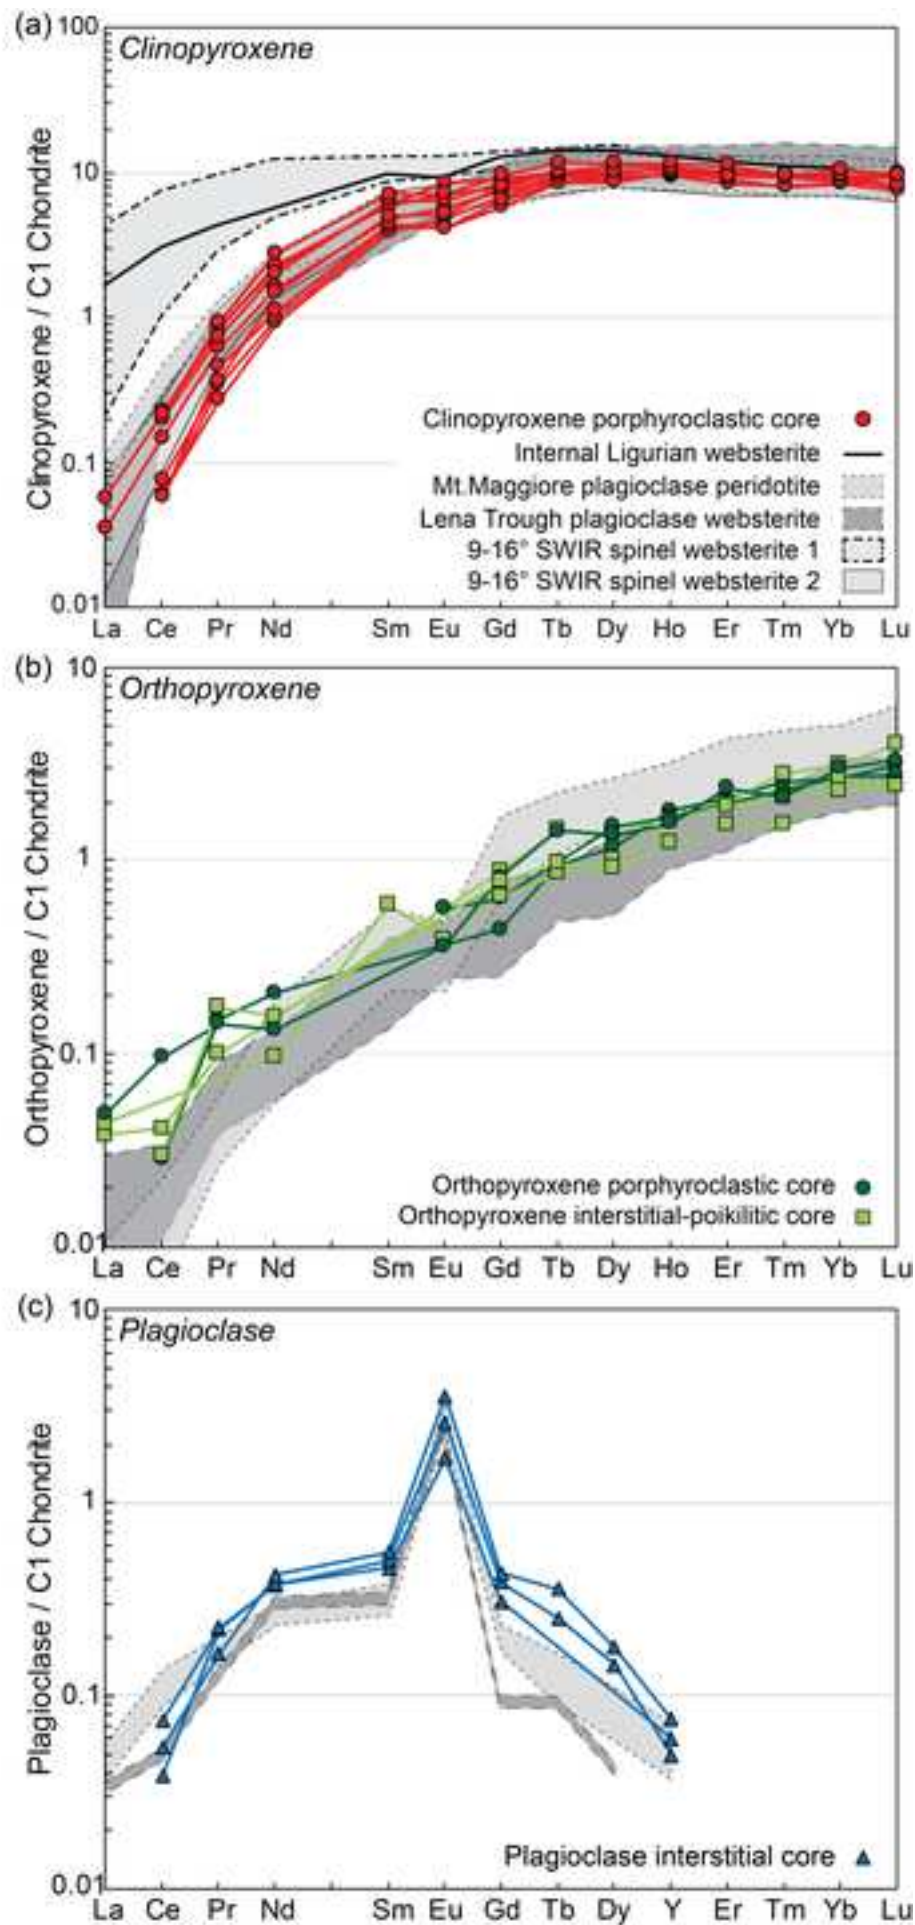 (a)
100
Clinopyroxene
10
1
0.1
0.01
Clinopyroxene / C1 Chondrite
Clinopyroxene porphyroclastic core
Internal Ligurian websterite
Mt.Maggiore plagioclase peridotite
Lena Trough plagioclase websterite
9-16° SWIR spinel websterite 1
9-16° SWIR spinel websterite 2
La Ce Pr Nd Sm Eu Gd Tb Dy Ho Er Tm Yb Lu
(b)
10
Orthopyroxene
1
0.1
0.01
Orthopyroxene / C1 Chondrite
Orthopyroxene porphyroclastic core
Orthopyroxene interstitial-poikilitic core
La Ce Pr Nd Sm Eu Gd Tb Dy Ho Er Tm Yb Lu
(c)
10
Plagioclase
1
0.1
0.01
Plagioclase / C1 Chondrite
Plagioclase interstitial core
La Ce Pr Nd Sm Eu Gd Tb Dy Y Er Tm Yb Lu